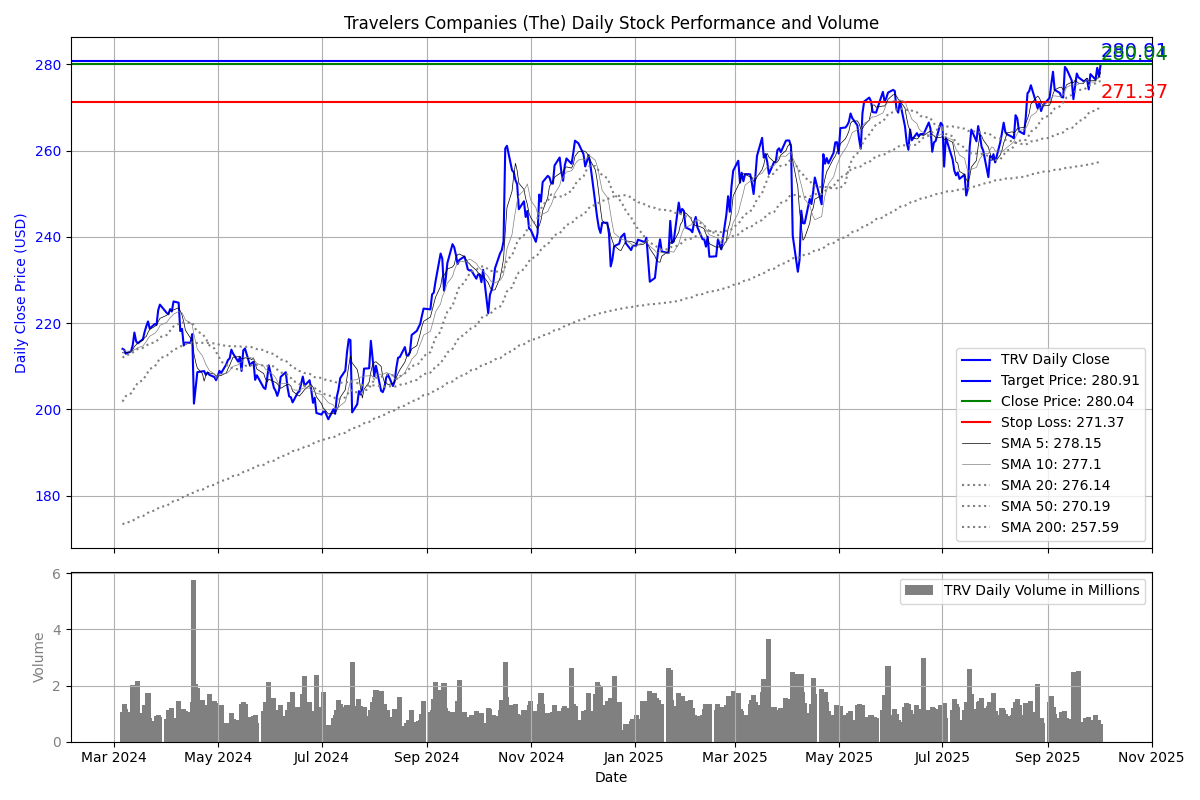 Travelers Companies (The) Daily Stock Performance and Volume
Daily Close Price (USD)
280
260
240
220
200
180
280.91
280.04
271.37
TRV Daily Close
Target Price: 280.91
Close Price: 280.04
Stop Loss: 271.37
SMA 5: 278.15
SMA 10: 277.1
SMA 20: 276.14
SMA 50: 270.19
SMA 200: 257.59
Volume
6
4
2
0
TRV Daily Volume in Millions
Mar 2024 May 2024 Jul 2024 Sep 2024 Nov 2024 Jan 2025 Mar 2025 May 2025 Jul 2025 Sep 2025 Nov 2025
Date